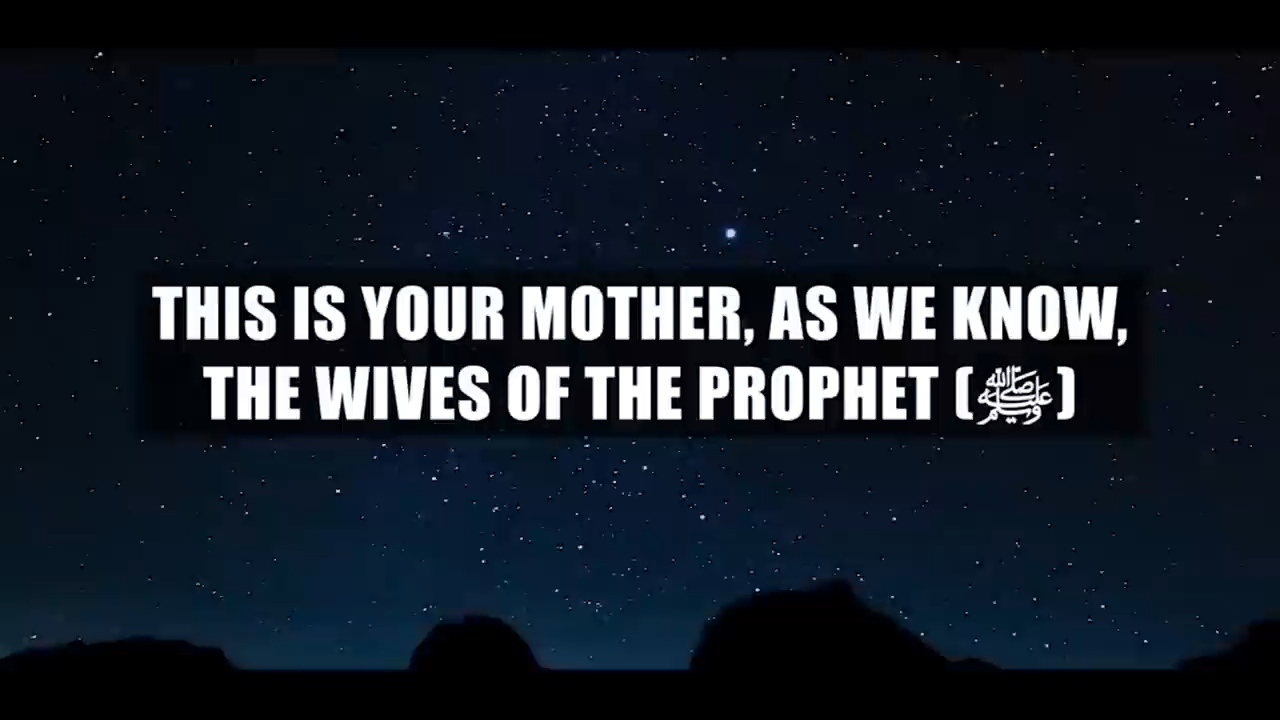 THIS IS YOUR MOTHER, AS WE KNOW,
THE WIVES OF THE PROPHET (ﷺ)